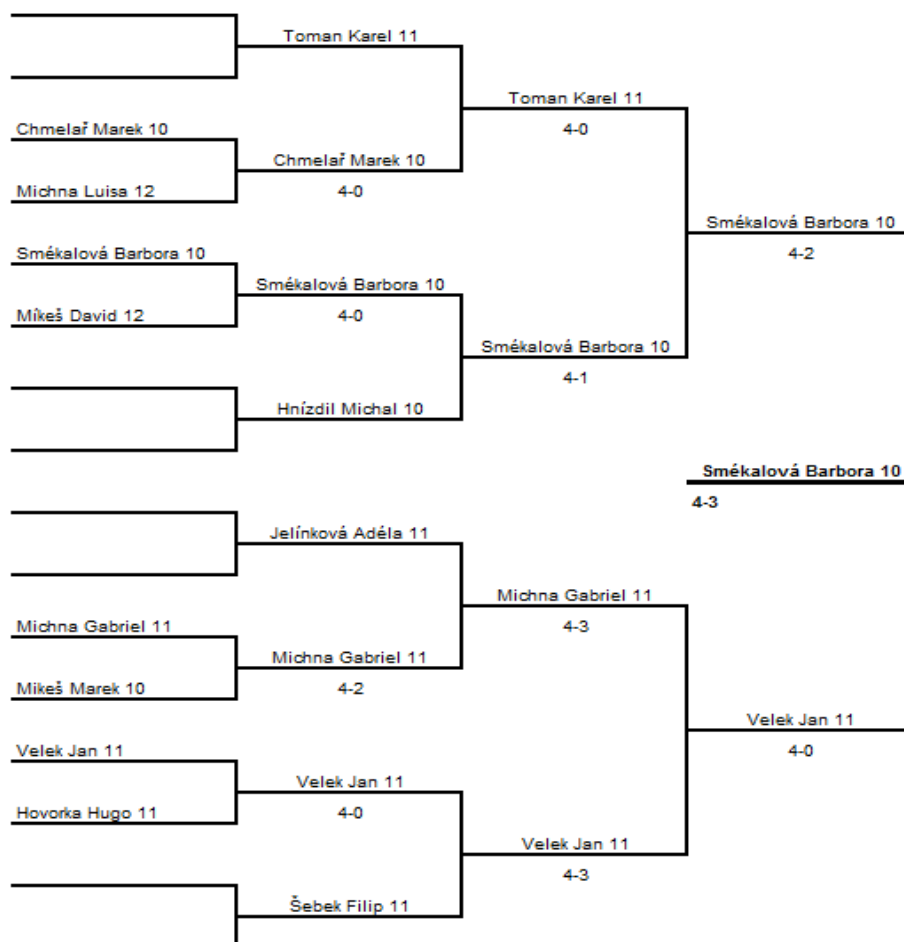 Toman Karel 11
Toman Karel 11
4-0
Chmelař Marek 10
Chmelař Marek 10
4-0
Michna Luisa 12
Smékalová Barbora 10
4-2
Smékalová Barbora 10
Smékalová Barbora 10
4-0
Míkeš David 12
Smékalová Barbora 10
4-1
Hnízdil Michal 10
Smékalová Barbora 10
4-3
Jelínková Adéla 11
Michna Gabriel 11
4-3
Michna Gabriel 11
Michna Gabriel 11
4-2
Mikeš Marek 10
Velek Jan 11
4-0
Velek Jan 11
Velek Jan 11
4-0
Hovorka Hugo 11
Velek Jan 11
4-3
Šebek Filip 11